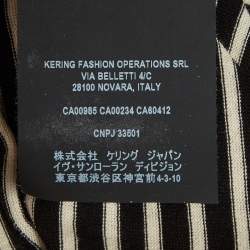 KERING FASHION OPERATIONS SRL
VIA BELLETTI 4/C
28100 NOVARA, ITALY
CA00985 CA00234 CA60412
CNPJ 33501
株式会社 ケリング ジャパン
イヴ・サンローラン ディビジョン
東京都渋谷区神宮前4-3-10